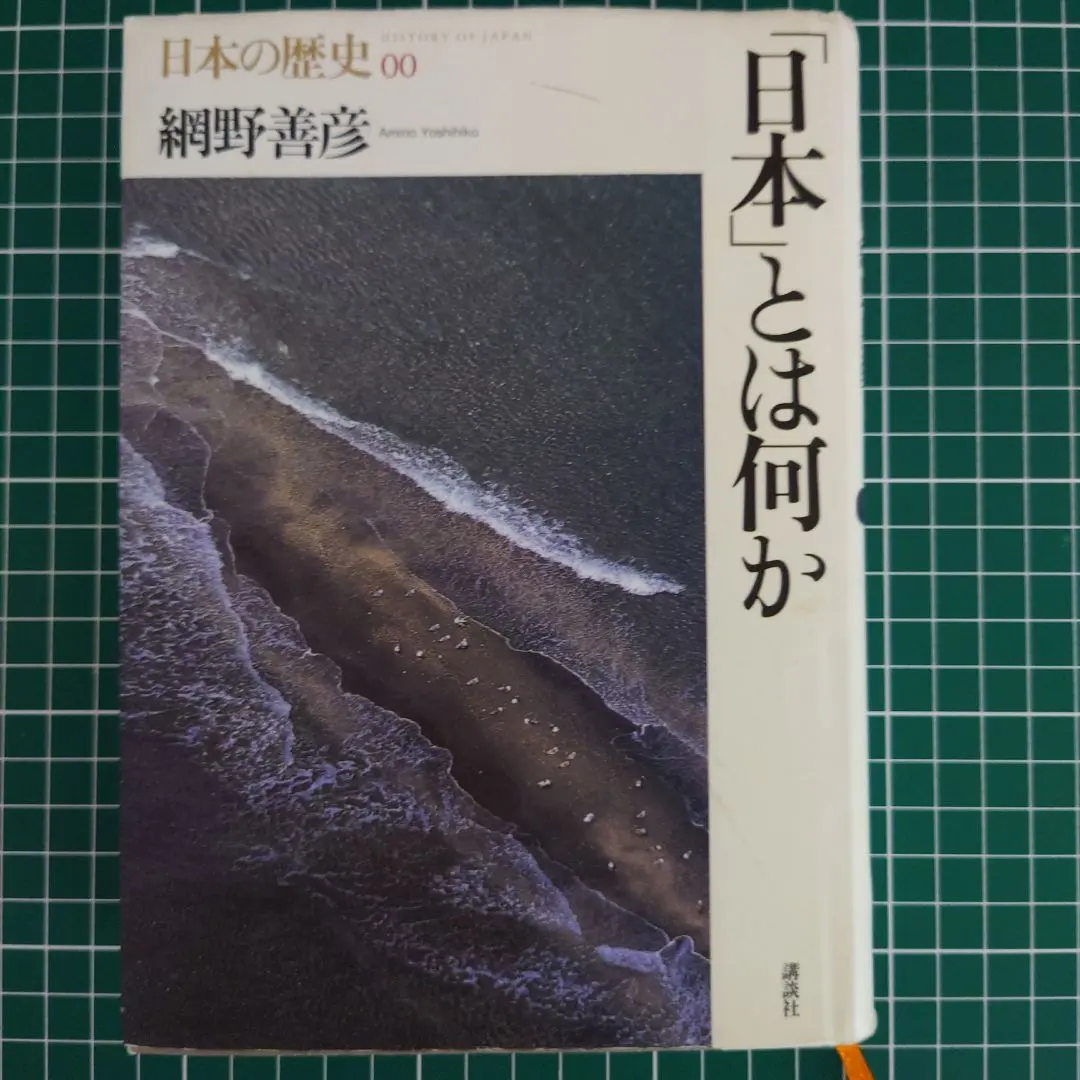 日本の歴史 00
HISTORY OF JAPAN
網野善彦
Amino Yoshihiko
「日本」とは何か
講談社